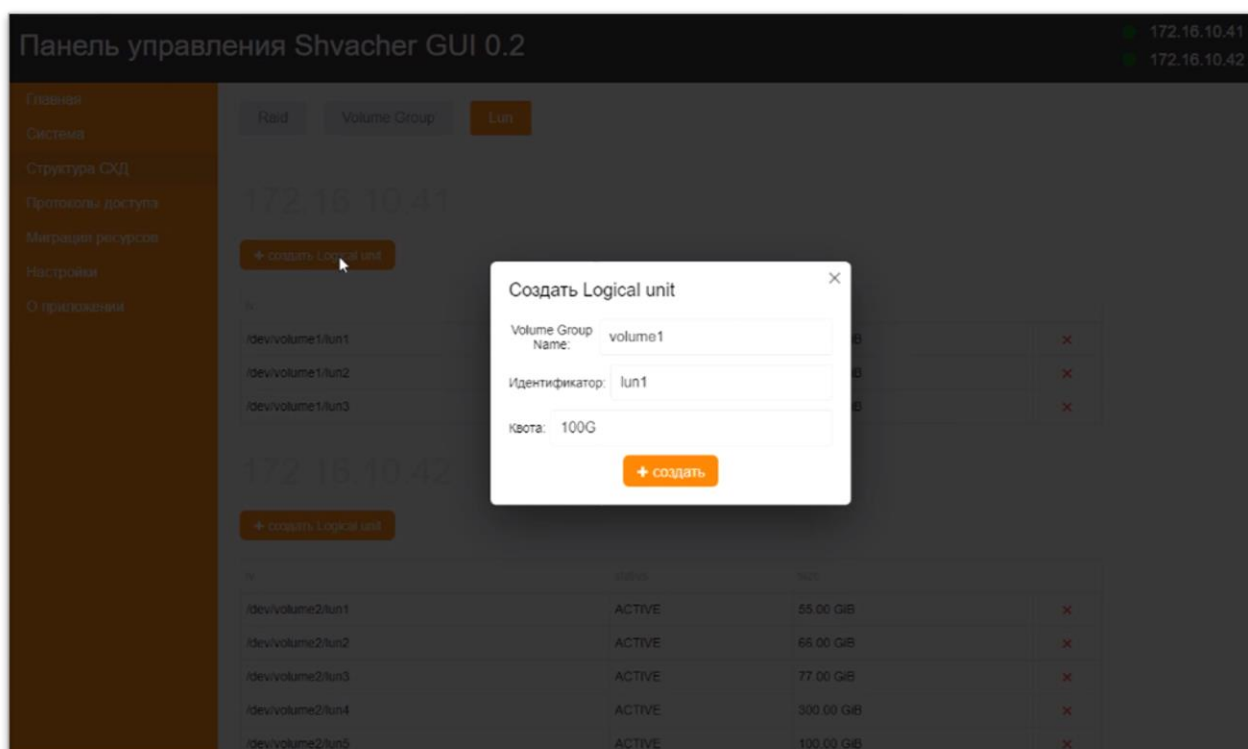 Панель управления Shvacher GUI 0.2
172.16.10.41
172.16.10.42
Главная
Система
Структура СХД
Протоколы доступа
Миграция ресурсов
Настройки
О приложении
Raid
Volume Group
Lun
172.16.10.41
+ создать Logical unit
/dev/volume1/lun1
/dev/volume1/lun2
/dev/volume1/lun3
Создать Logical unit
×
Volume Group Name:
volume1
Идентификатор:
lun1
Квота:
100G
+ создать
172.16.10.42
+ создать Logical unit
status
size
/dev/volume2/lun1 ACTIVE 55.00 GiB ×
/dev/volume2/lun2 ACTIVE 66.00 GiB ×
/dev/volume2/lun3 ACTIVE 77.00 GiB ×
/dev/volume2/lun4 ACTIVE 300.00 GiB ×
/dev/volume2/lun5 ACTIVE 100.00 GiB ×